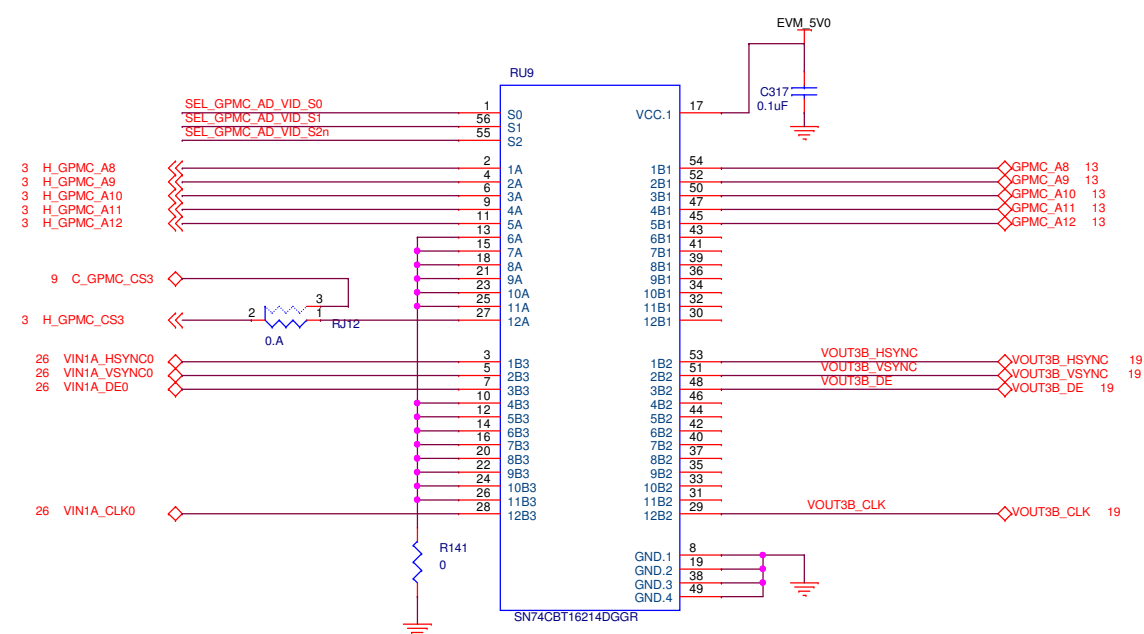 EVM_5V0
RU9
C317
0.1uF
SEL_GPMC_AD_VID_S0 1 S0 VCC.1 17
SEL_GPMC_AD_VID_S1 56 S1
SEL_GPMC_AD_VID_S2n 55 S2
3 H_GPMC_A8 2 1A 1B1 54 GPMC_A8 13
3 H_GPMC_A9 4 2A 2B1 52 GPMC_A9 13
3 H_GPMC_A10 6 3A 3B1 50 GPMC_A10 13
3 H_GPMC_A11 9 4A 4B1 47 GPMC_A11 13
3 H_GPMC_A12 11 5A 5B1 45 GPMC_A12 13
13 6A 6B1 43
15 7A 7B1 41
18 8A 8B1 39
9 C_GPMC_CS3 21 9A 9B1 36
23 10A 10B1 34
3 25 11A 11B1 32
3 H_GPMC_CS3 2 1 RJ12 27 12A 12B1 30
0.A
26 VIN1A_HSYNC0 3 1B3 1B2 53 VOUT3B_HSYNC VOUT3B_HSYNC 19
26 VIN1A_VSYNC0 5 2B3 2B2 51 VOUT3B_VSYNC VOUT3B_VSYNC 19
26 VIN1A_DE0 7 3B3 3B2 48 VOUT3B_DE VOUT3B_DE 19
10 4B3 4B2 46
12 5B3 5B2 44
14 6B3 6B2 42
16 7B3 7B2 40
20 8B3 8B2 37
22 9B3 9B2 35
24 10B3 10B2 33
26 11B3 11B2 31
26 VIN1A_CLK0 28 12B3 12B2 29 VOUT3B_CLK VOUT3B_CLK 19
R141
0
GND.1 8
GND.2 19
GND.3 38
GND.4 49
SN74CBT16214DGGR